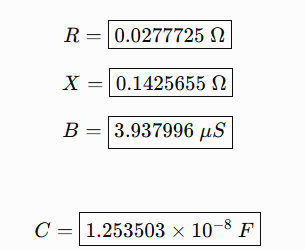 R = 0.0277725 Ω
X = 0.1425655 Ω
B = 3.937996 μS
C = 1.253503 × 10⁻⁸ F